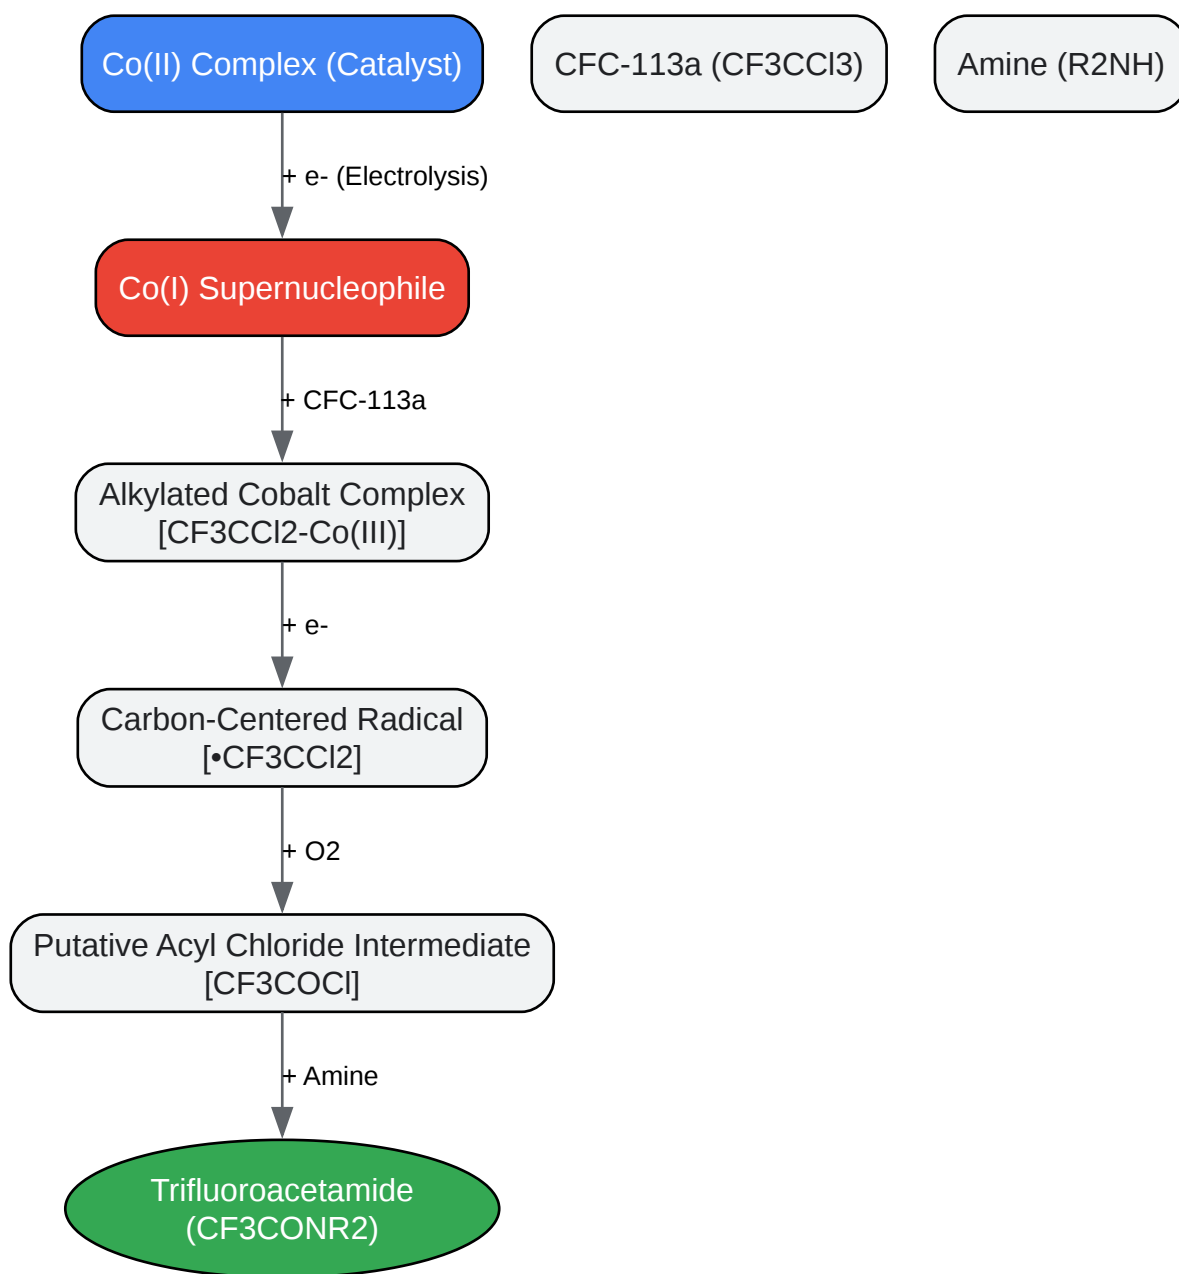 Co(II) Complex (Catalyst)
CFC-113a (CF3CCl3)
Amine (R2NH)
+ e- (Electrolysis)
Co(I) Supernucleophile
+ CFC-113a
Alkylated Cobalt Complex
[CF3CCl2-Co(III)]
+ e-
Carbon-Centered Radical
[•CF3CCl2]
+ O2
Putative Acyl Chloride Intermediate
[CF3COCl]
+ Amine
Trifluoroacetamide
(CF3CONR2)